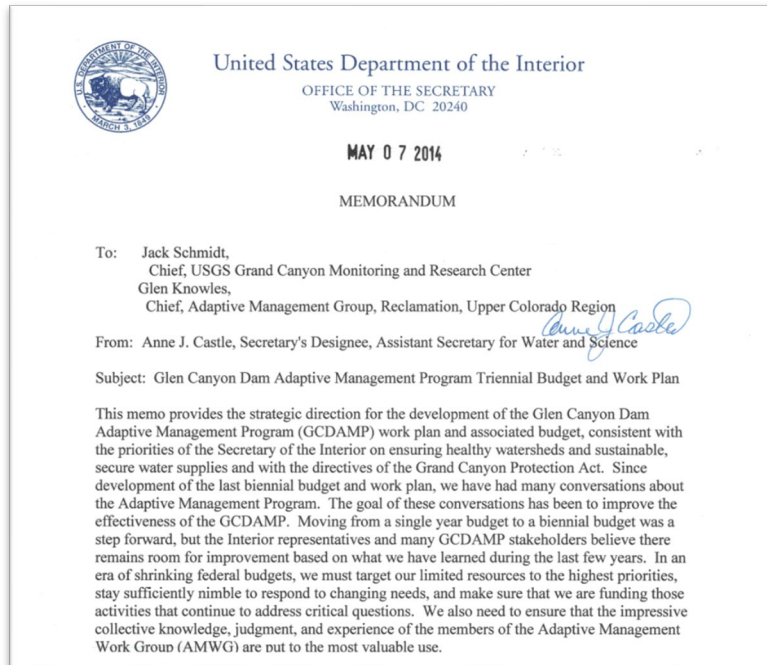 U.S. DEPARTMENT OF THE INTERIOR
MARCH 3, 1849
United States Department of the Interior
OFFICE OF THE SECRETARY
Washington, DC 20240
MAY 07 2014
MEMORANDUM
To: Jack Schmidt,
Chief, USGS Grand Canyon Monitoring and Research Center
Glen Knowles,
Chief, Adaptive Management Group, Reclamation, Upper Colorado Region
Anne J Castle
From: Anne J. Castle, Secretary's Designee, Assistant Secretary for Water and Science
Subject: Glen Canyon Dam Adaptive Management Program Triennial Budget and Work Plan
This memo provides the strategic direction for the development of the Glen Canyon Dam
Adaptive Management Program (GCDAMP) work plan and associated budget, consistent with
the priorities of the Secretary of the Interior on ensuring healthy watersheds and sustainable,
secure water supplies and with the directives of the Grand Canyon Protection Act. Since
development of the last biennial budget and work plan, we have had many conversations about
the Adaptive Management Program. The goal of these conversations has been to improve the
effectiveness of the GCDAMP. Moving from a single year budget to a biennial budget was a
step forward, but the Interior representatives and many GCDAMP stakeholders believe there
remains room for improvement based on what we have learned during the last few years. In an
era of shrinking federal budgets, we must target our limited resources to the highest priorities,
stay sufficiently nimble to respond to changing needs, and make sure that we are funding those
activities that continue to address critical questions. We also need to ensure that the impressive
collective knowledge, judgment, and experience of the members of the Adaptive Management
Work Group (AMWG) are put to the most valuable use.